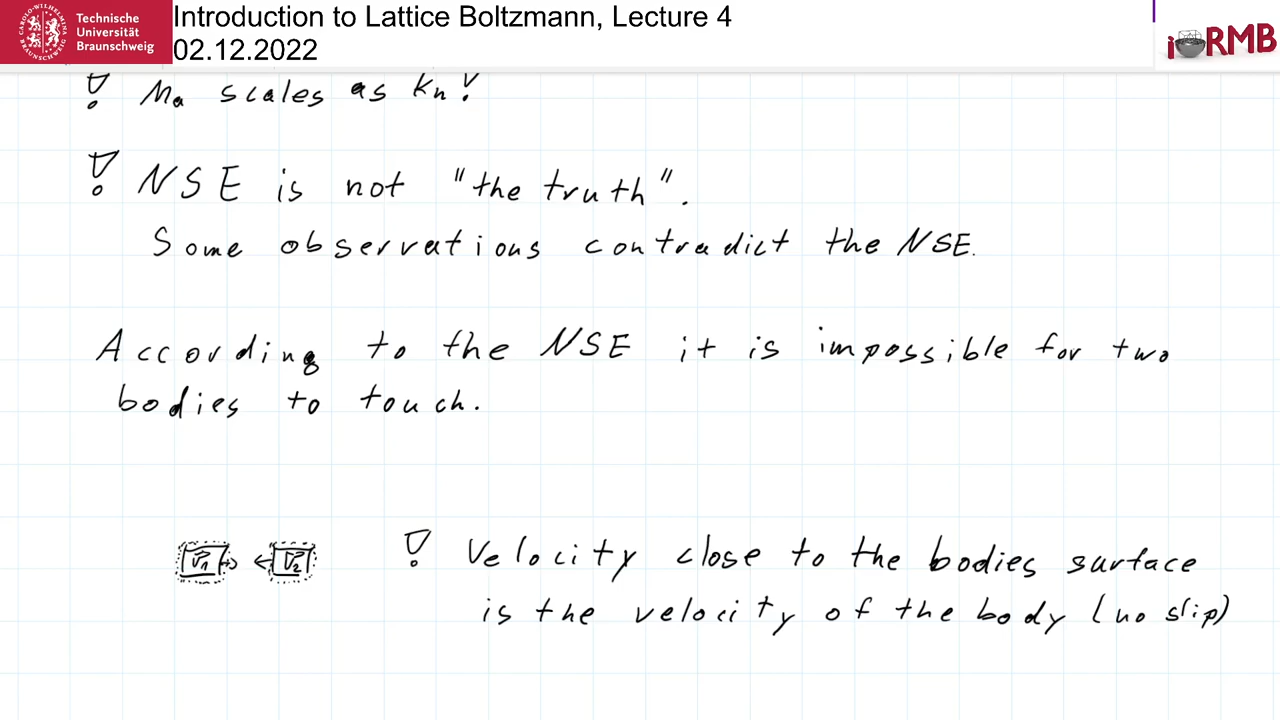 Technische
Universität
Braunschweig
Introduction to Lattice Boltzmann, Lecture 4
02.12.2022
iRMB
! Ma scales as Kn!
! NSE is not "the truth".
Some observations contradict the NSE.
According to the NSE it is impossible for two
bodies to touch.
V1 V2
! Velocity close to the bodies surface
is the velocity of the body (no slip)